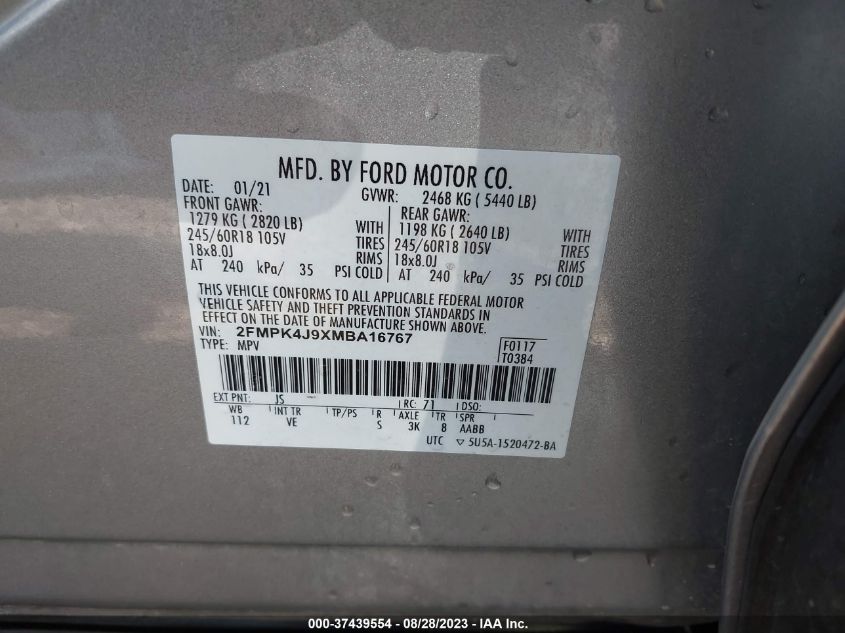 MFD. BY FORD MOTOR CO.
DATE: 01/21 GVWR: 2468 KG ( 5440 LB)
FRONT GAWR: REAR GAWR:
1279 KG ( 2820 LB) WITH 1198 KG ( 2640 LB) WITH
245/60R18 105V TIRES 245/60R18 105V TIRES
18x8.0J RIMS 18x8.0J RIMS
AT 240 kPa/ 35 PSI COLD AT 240 kPa/ 35 PSI COLD
THIS VEHICLE CONFORMS TO ALL APPLICABLE FEDERAL MOTOR
VEHICLE SAFETY AND THEFT PREVENTION STANDARDS IN
EFFECT ON THE DATE OF MANUFACTURE SHOWN ABOVE.
VIN: 2FMPK4J9XMBA16767 F0117
TYPE: MPV T0384
EXT PNT: JS RC: 71 DSO:
WB INT TR TP/PS R AXLE TR SPR
112 VE S 3K 8 AABB
UTC ▽ 5U5A-1520472-BA
000-37439554 - 08/28/2023 - IAA Inc.